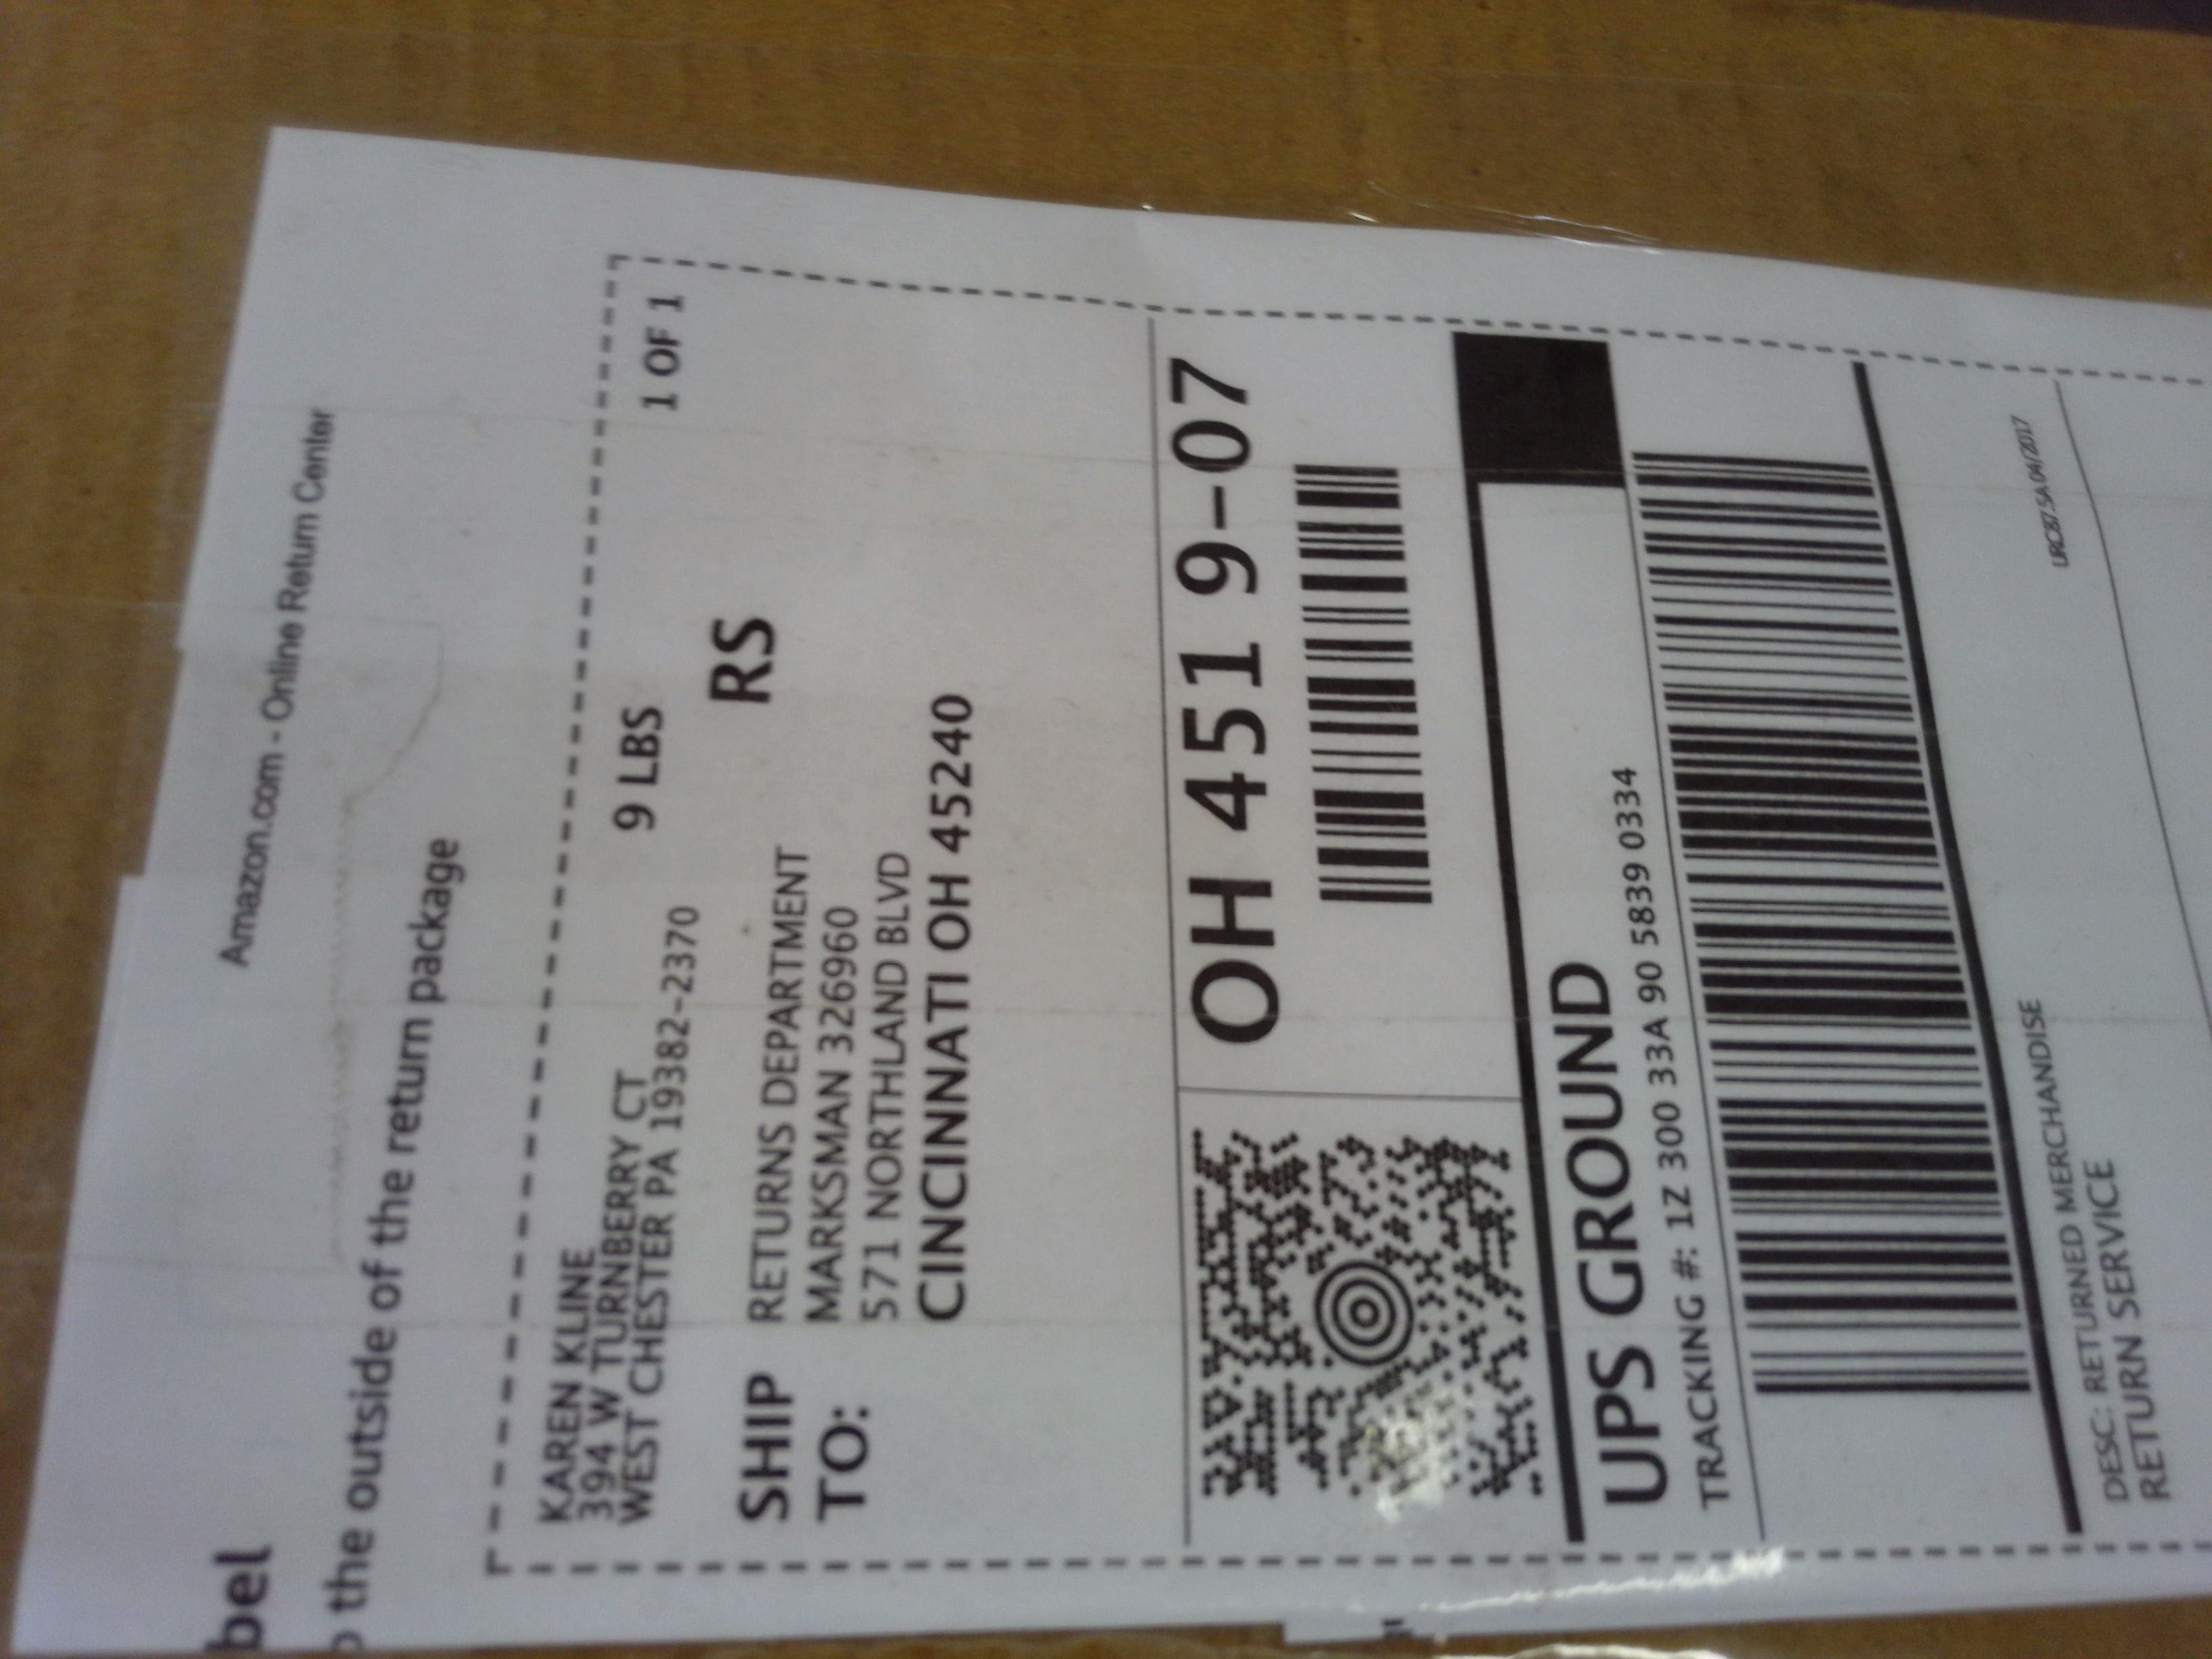 Amazon.com - Online Return Center
bel
the outside of the return package
KAREN KLINE
394 W TURNBERRY CT
WEST CHESTER PA 19382-2370
9 LBS
1 OF 1
RS
SHIP TO:
RETURNS DEPARTMENT
MARKSMAN 326960
571 NORTHLAND BLVD
CINCINNATI OH 45240
OH 451 9-07
UPS GROUND
TRACKING #: 1Z 300 33A 90 5839 0334
DESC: RETURNED MERCHANDISE
RETURN SERVICE